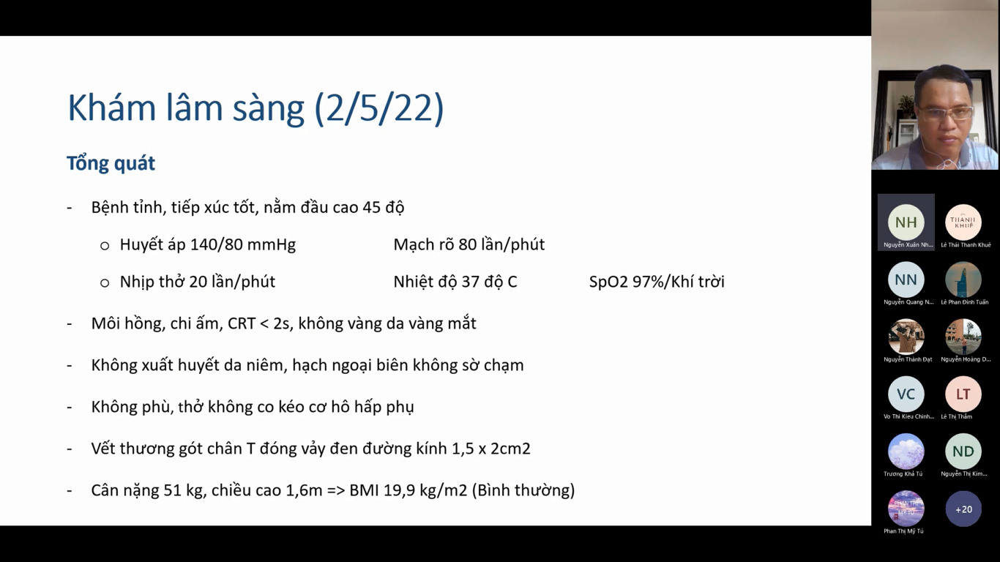 Khám lâm sàng (2/5/22)
Tổng quát
- Bệnh tỉnh, tiếp xúc tốt, nằm đầu cao 45 độ
o Huyết áp 140/80 mmHg Mạch rõ 80 lần/phút
o Nhịp thở 20 lần/phút Nhiệt độ 37 độ C SpO2 97%/Khí trời
- Môi hồng, chi ấm, CRT < 2s, không vàng da vàng mắt
- Không xuất huyết da niêm, hạch ngoại biên không sờ chạm
- Không phù, thở không co kéo cơ hô hấp phụ
- Vết thương gót chân T đóng vảy đen đường kính 1,5 x 2cm2
- Cân nặng 51 kg, chiều cao 1,6m => BMI 19,9 kg/m2 (Bình thường)
NH
THANH
KHUÊ
Nguyễn Xuân Nh... Lê Thái Thanh Khuê
NN
Nguyễn Quang N... Lê Phan Đình Tuấn
Nguyễn Thành Đạt Nguyễn Hoàng D...
VC LT
Vo Thi Kieu Chinh... Lê Thị Thắm
ND
Trương Khả Tú Nguyễn Thị Kim...
PHAN THỊ
MỸ TÚ
+20
Phan Thị Mỹ Tú